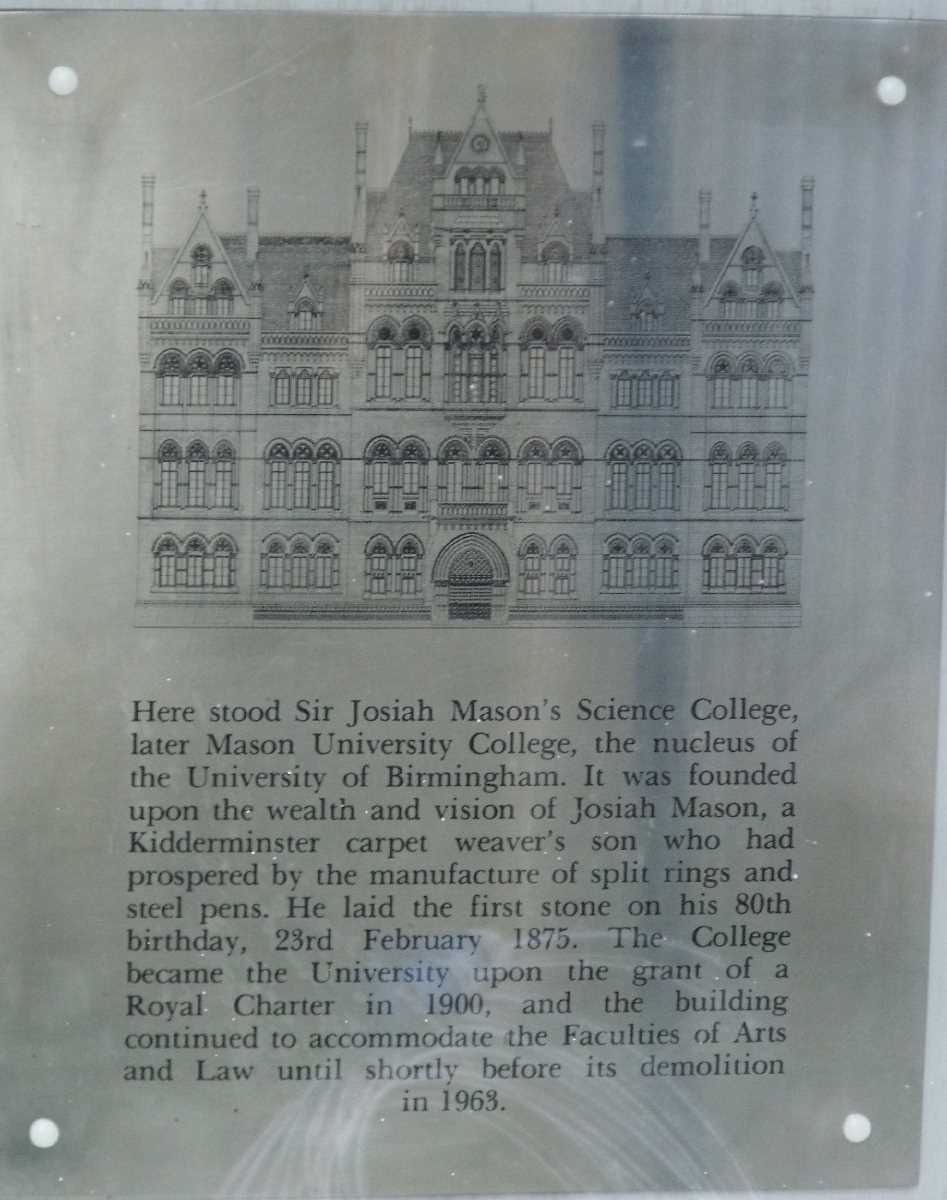 Here stood Sir Josiah Mason's Science College,
later Mason University College, the nucleus of
the University of Birmingham. It was founded
upon the wealth and vision of Josiah Mason, a
Kidderminster carpet weaver's son who had
prospered by the manufacture of split rings and
steel pens. He laid the first stone on his 80th
birthday, 23rd February 1875. The College
became the University upon the grant of a
Royal Charter in 1900, and the building
continued to accommodate the Faculties of Arts
and Law until shortly before its demolition
in 1963.